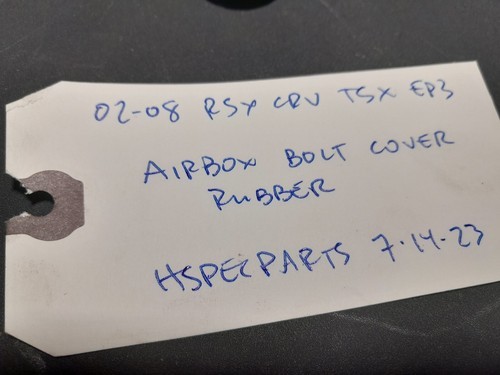 02-08 RSX CRV TSX EP3
AIRBOX BOLT COVER
RUBBER
HSPECPARTS 7.14.23